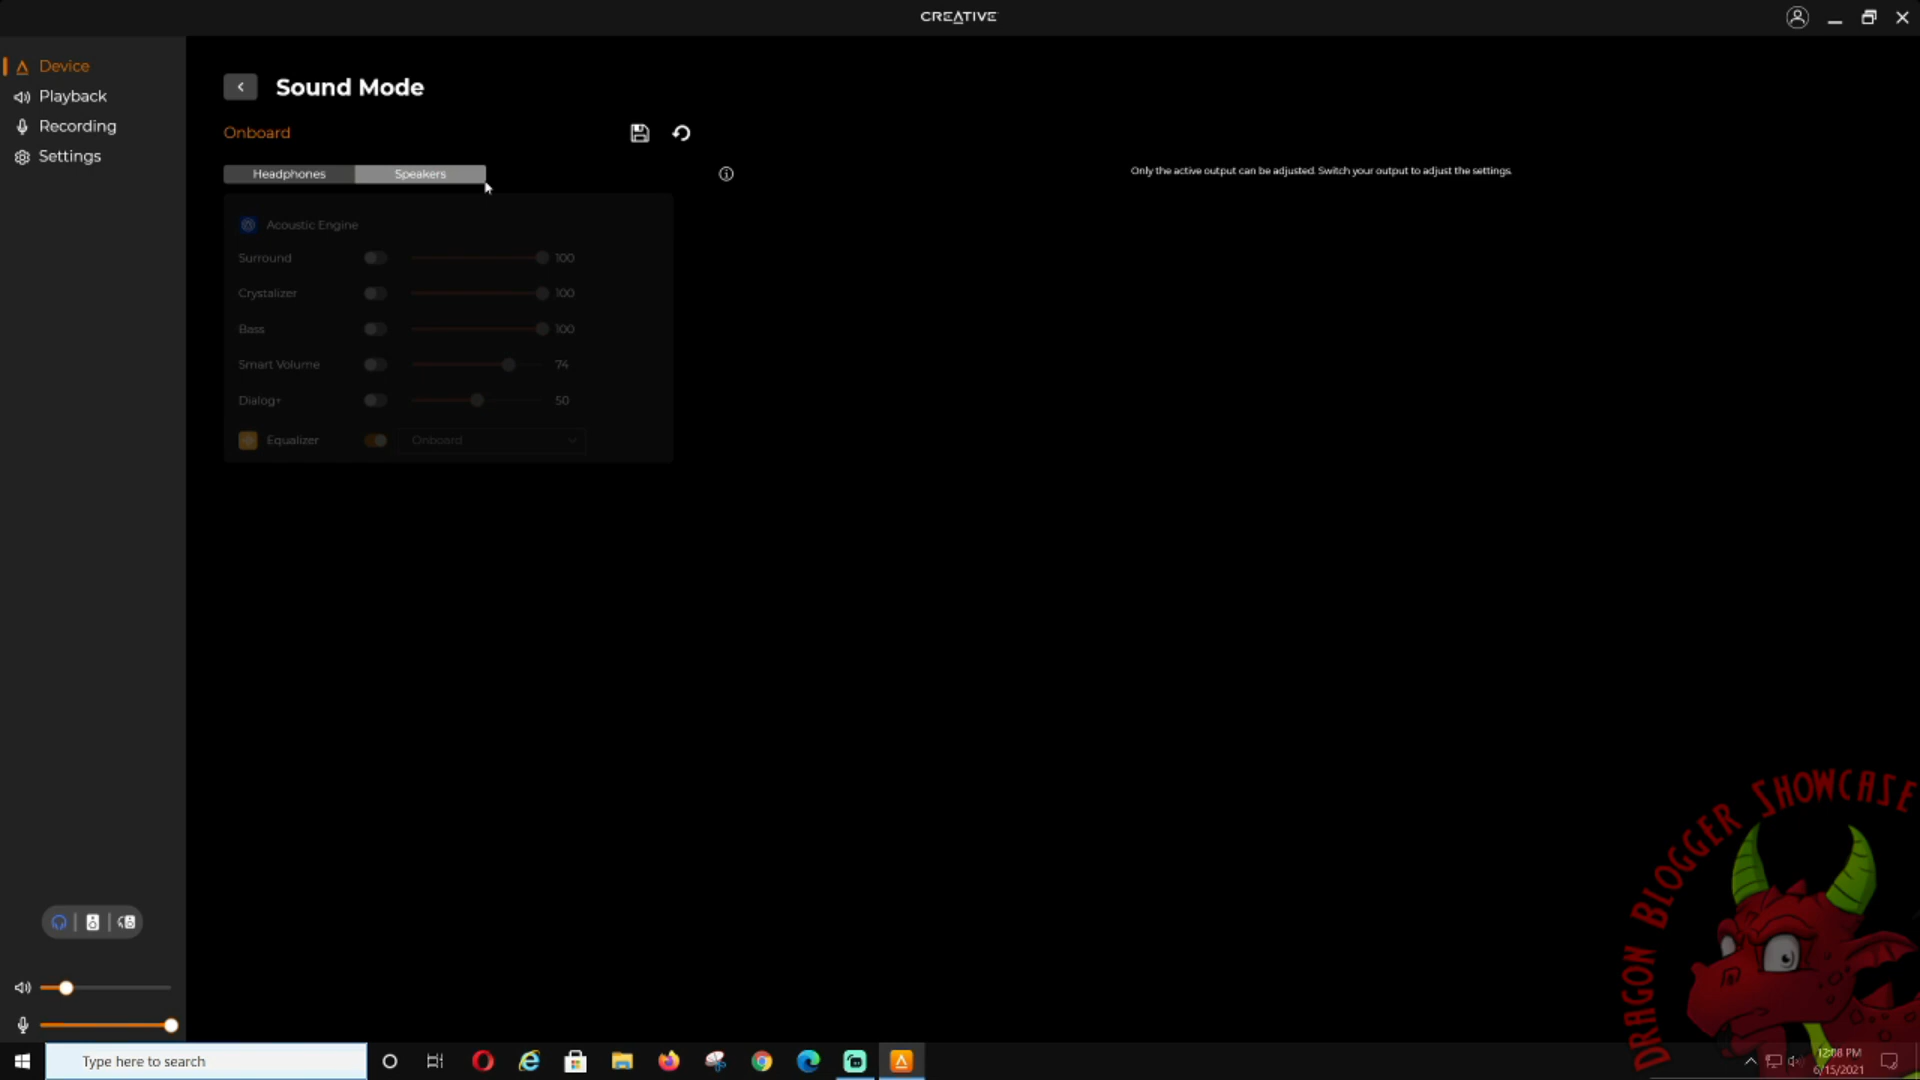 CREATIVE
Device
Playback
Recording
Settings
Sound Mode
Onboard
Headphones
Speakers
Only the active output can be adjusted. Switch your output to adjust the settings.
Acoustic Engine
Surround 100
Crystalizer 100
Bass 100
Smart Volume 74
Dialog+ 50
Equalizer Onboard
DRAGON BLOGGER SHOWCASE
Type here to search
12:08 PM
6/15/2021